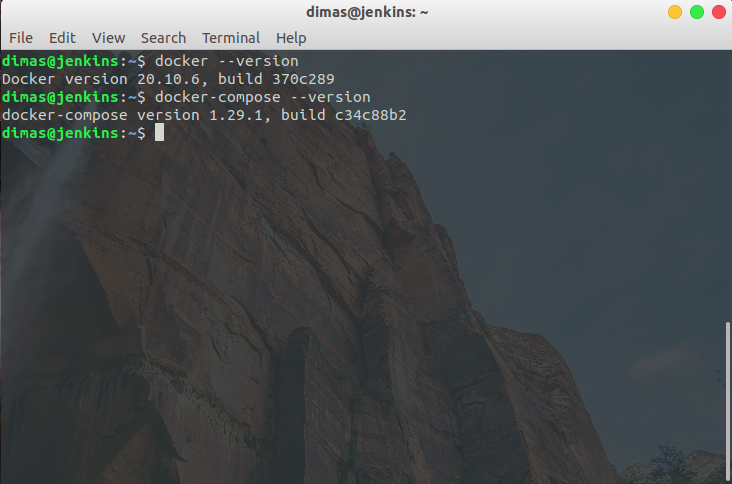 dimas@jenkins: ~
File Edit View Search Terminal Help
dimas@jenkins:~$ docker --version
Docker version 20.10.6, build 370c289
dimas@jenkins:~$ docker-compose --version
docker-compose version 1.29.1, build c34c88b2
dimas@jenkins:~$